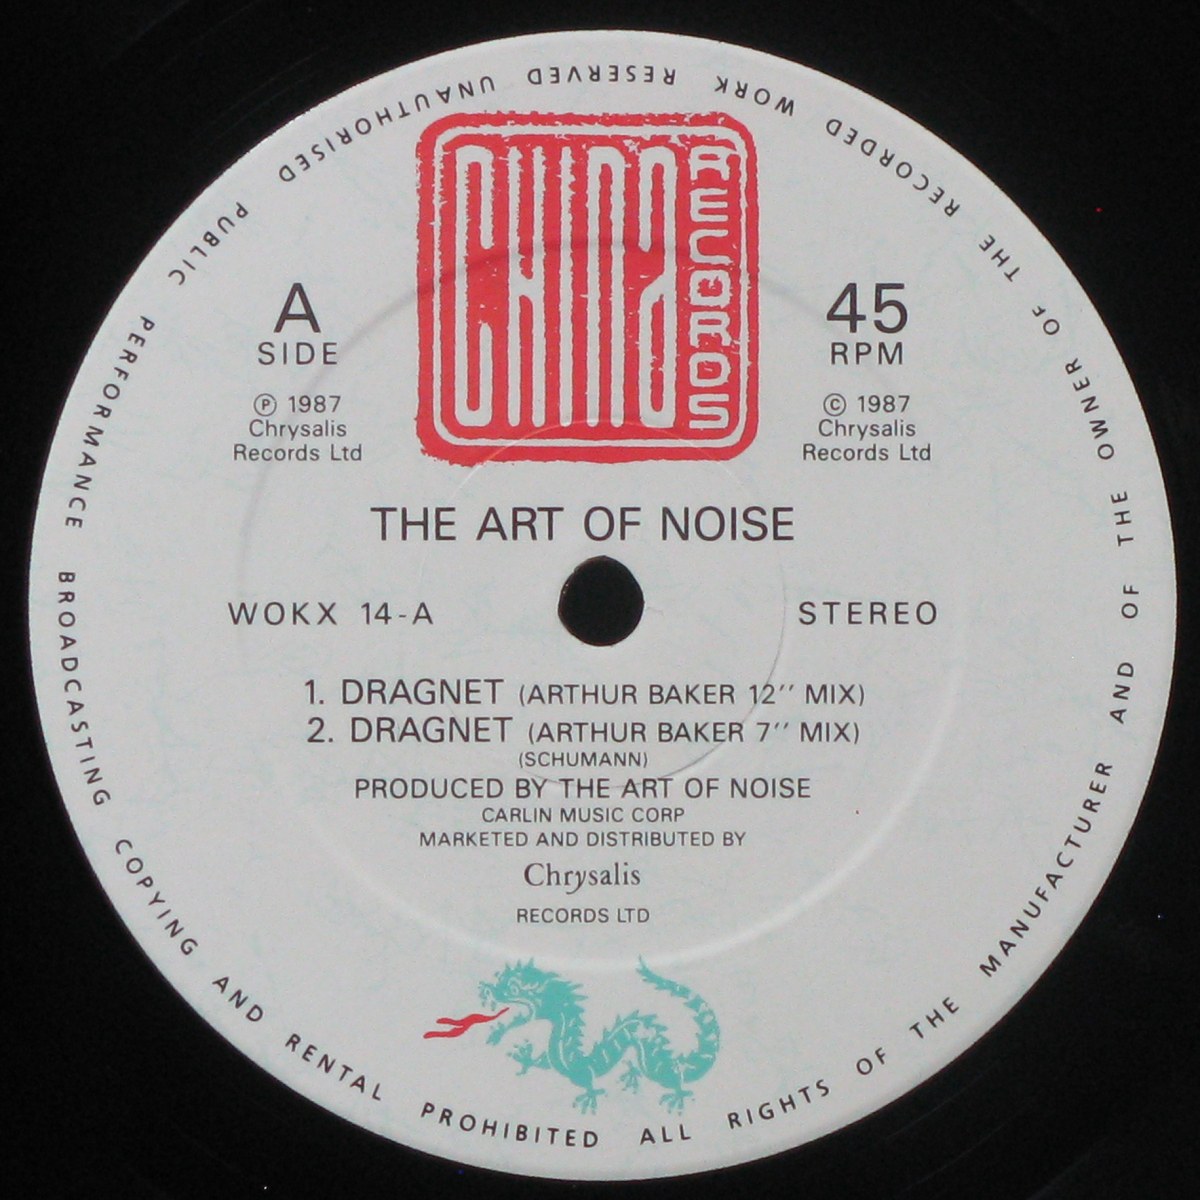 CHINA
RECORDS
A
SIDE
℗ 1987
Chrysalis
Records Ltd
45
RPM
© 1987
Chrysalis
Records Ltd
THE ART OF NOISE
WOKX 14-A
STEREO
1. DRAGNET (ARTHUR BAKER 12'' MIX)
2. DRAGNET (ARTHUR BAKER 7'' MIX)
(SCHUMANN)
PRODUCED BY THE ART OF NOISE
CARLIN MUSIC CORP
MARKETED AND DISTRIBUTED BY
Chrysalis
RECORDS LTD
ALL RIGHTS OF THE MANUFACTURER AND OF THE OWNER OF THE RECORDED WORK RESERVED UNAUTHORISED PUBLIC PERFORMANCE BROADCASTING COPYING AND RENTAL PROHIBITED